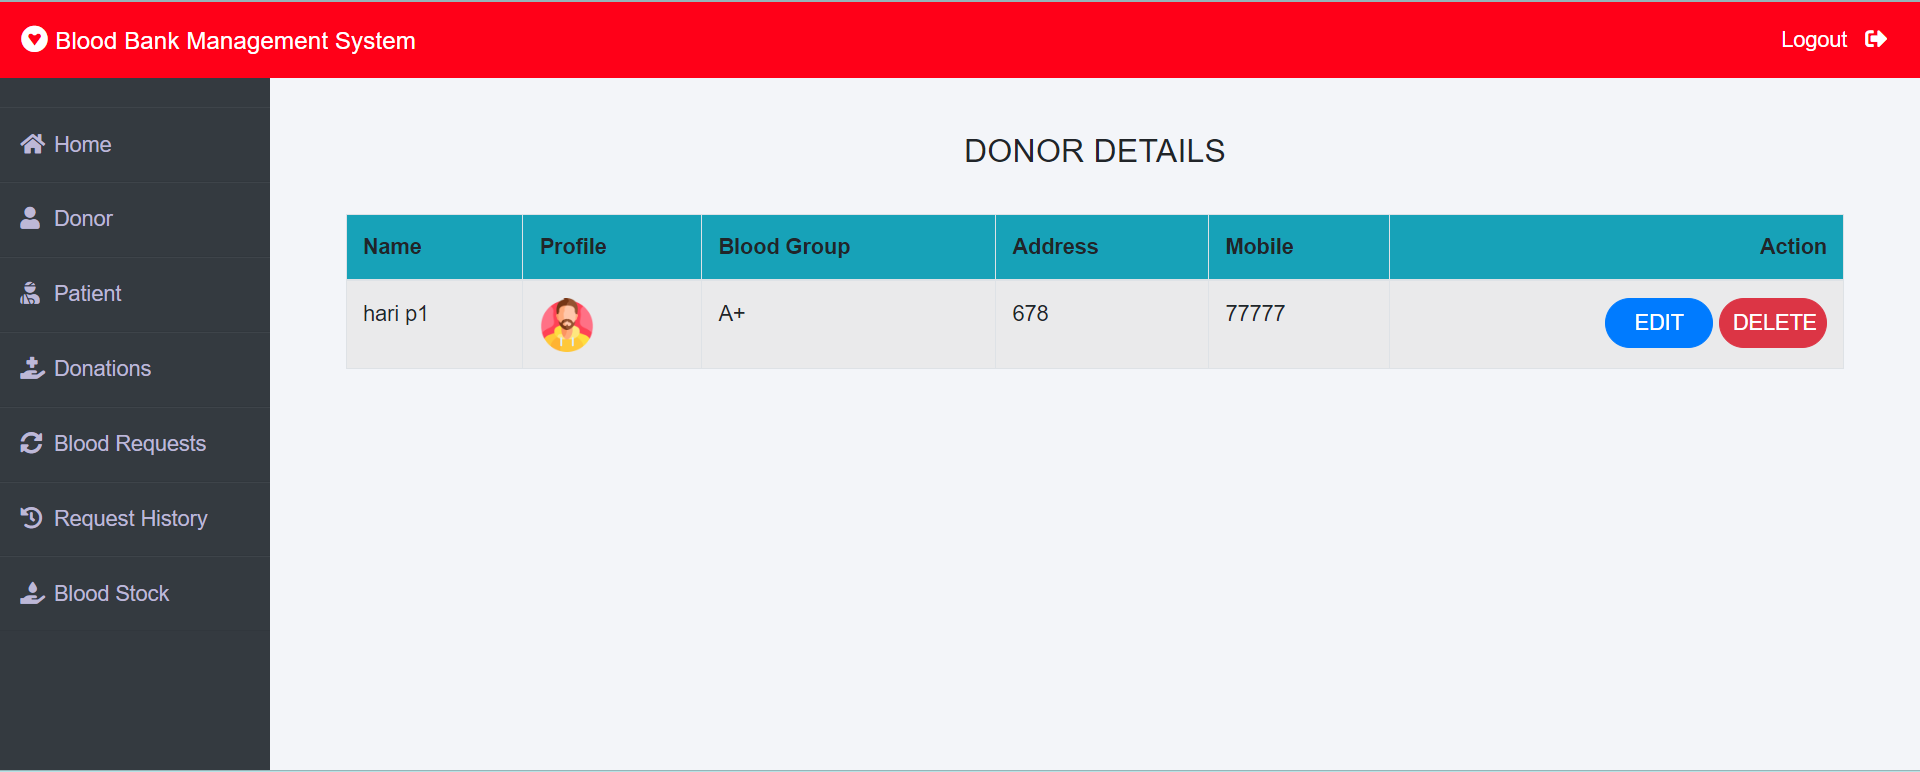 Blood Bank Management System
Logout
Home
Donor
Patient
Donations
Blood Requests
Request History
Blood Stock
DONOR DETAILS
Name Profile Blood Group Address Mobile Action
hari p1 A+ 678 77777 EDIT DELETE